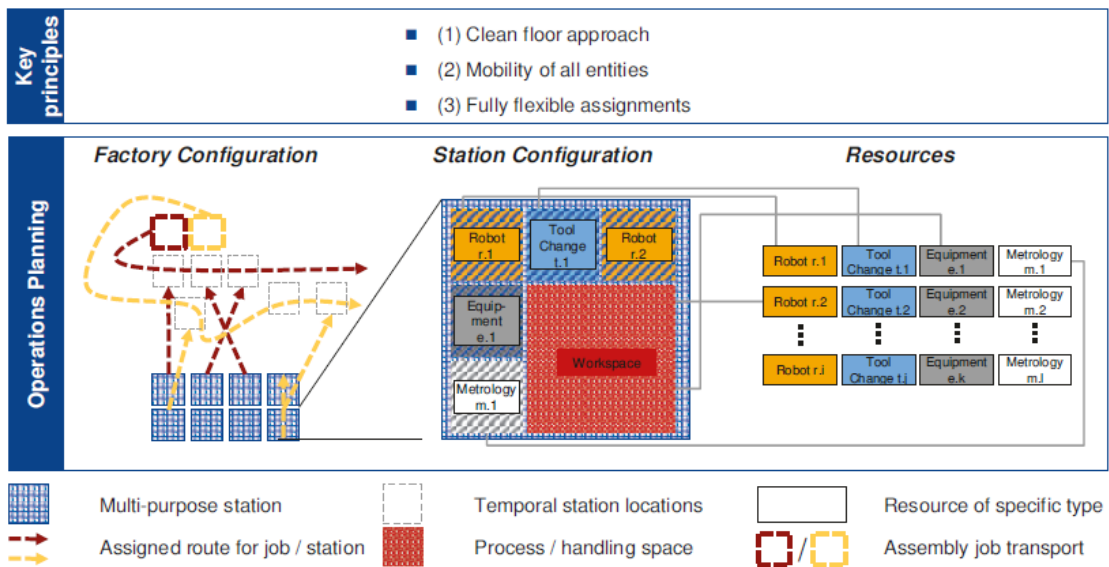 Key
principles
(1) Clean floor approach
(2) Mobility of all entities
(3) Fully flexible assignments
Operations Planning
Factory Configuration
Station Configuration
Resources
Robot
r.1
Tool
Change
t.1
Robot
r.2
Equip-
ment
e.1
Workspace
Metrology
m.1
Robot r.1
Tool
Change t.1
Equipment
e.1
Metrology
m.1
Robot r.2
Tool
Change t.2
Equipment
e.2
Metrology
m.2
Robot r.i
Tool
Change t.j
Equipment
e.k
Metrology
m.l
Multi-purpose station
Temporal station locations
Resource of specific type
Assigned route for job / station
Process / handling space
/
Assembly job transport